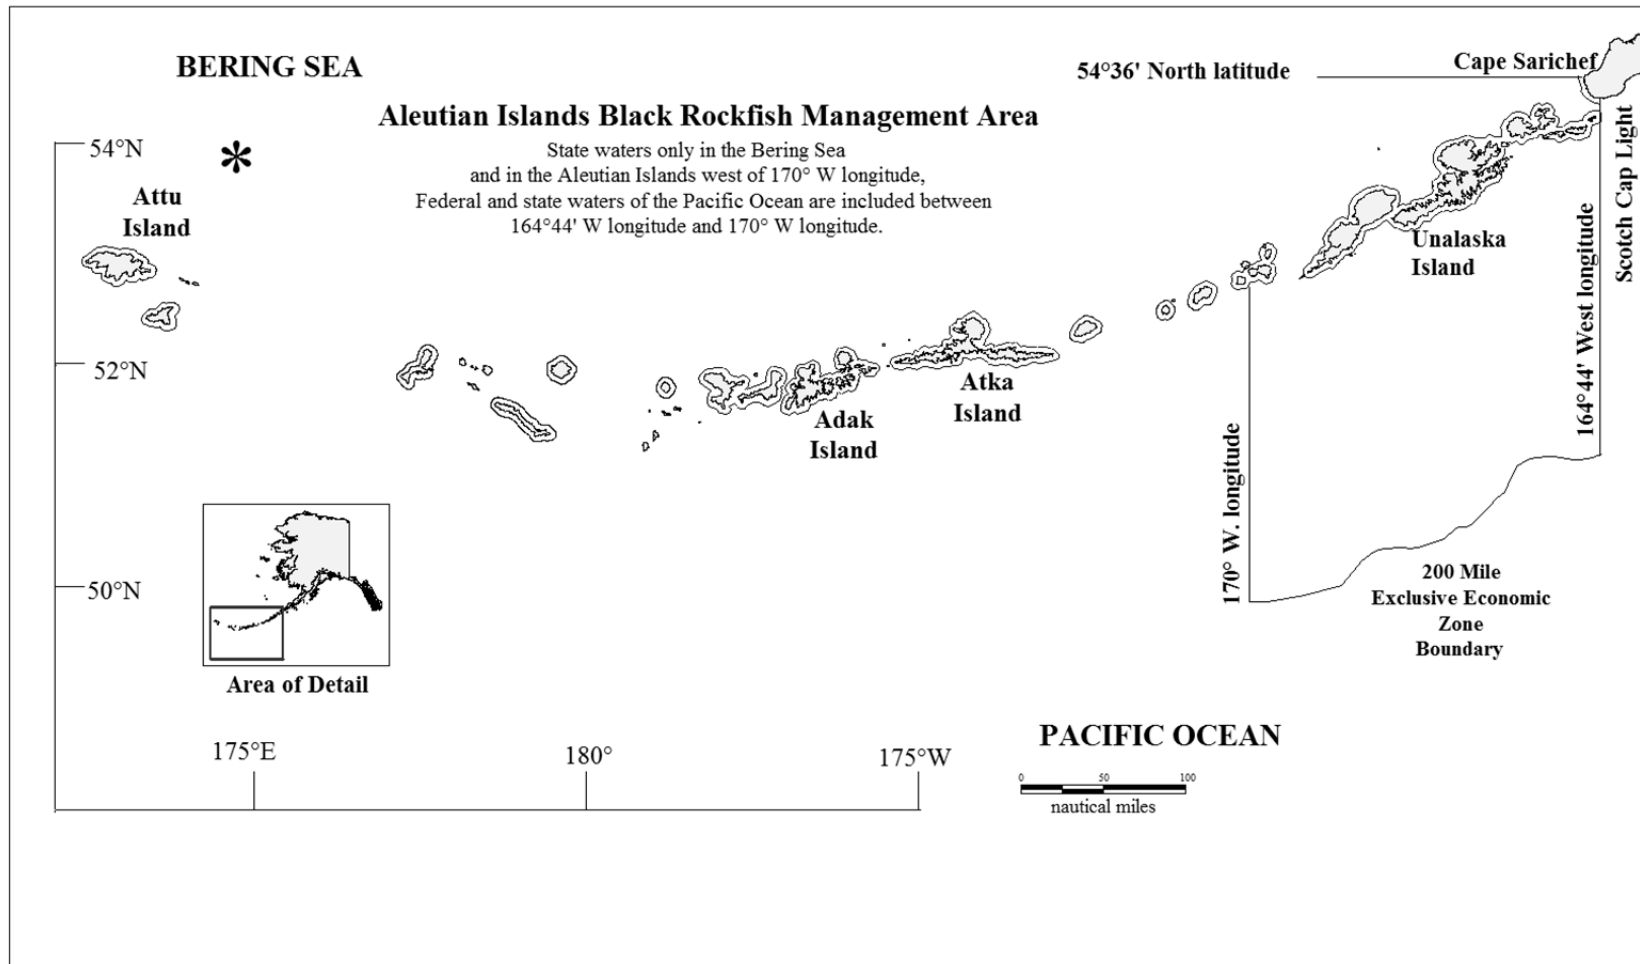 BERING SEA
54°36' North latitude
Cape Sarichef
Aleutian Islands Black Rockfish Management Area
State waters only in the Bering Sea
and in the Aleutian Islands west of 170° W longitude,
Federal and state waters of the Pacific Ocean are included between
164°44' W longitude and 170° W longitude.
54°N
*
Attu
Island
Scotch Cap Light
Unalaska
Island
164°44' West longitude
52°N
Atka
Island
Adak
Island
170° W. longitude
50°N
200 Mile
Exclusive Economic
Zone
Boundary
Area of Detail
175°E
180°
175°W
PACIFIC OCEAN
0 50 100
nautical miles